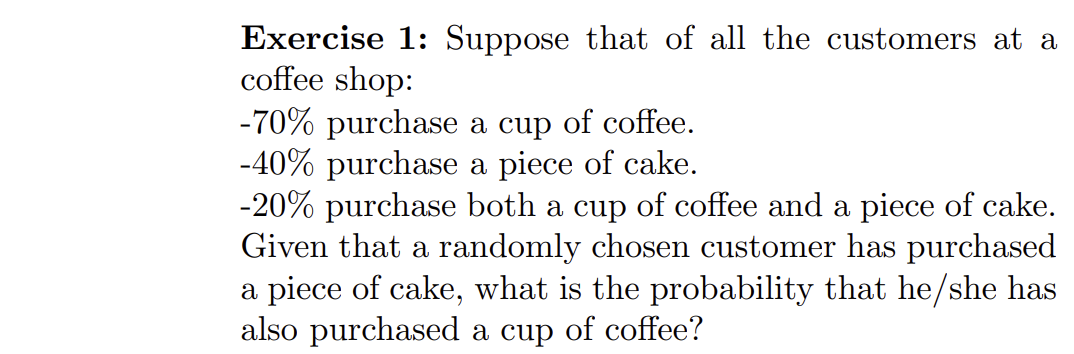 Exercise 1: Suppose that of all the customers at a
coffee shop:
-70% purchase a cup of coffee.
-40% purchase a piece of cake.
-20% purchase both a cup of coffee and a piece of cake.
Given that a randomly chosen customer has purchased
a piece of cake, what is the probability that he/she has
also purchased a cup of coffee?